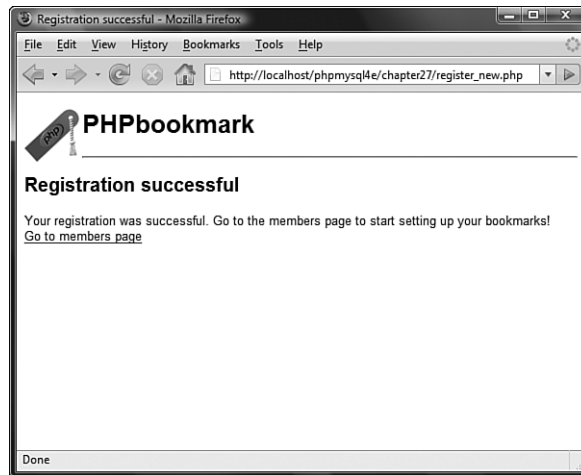 Registration successful - Mozilla Firefox
File Edit View History Bookmarks Tools Help
http://localhost/phpmysql4e/chapter27/register_new.php
php
PHPbookmark
Registration successful
Your registration was successful. Go to the members page to start setting up your bookmarks!
Go to members page
Done